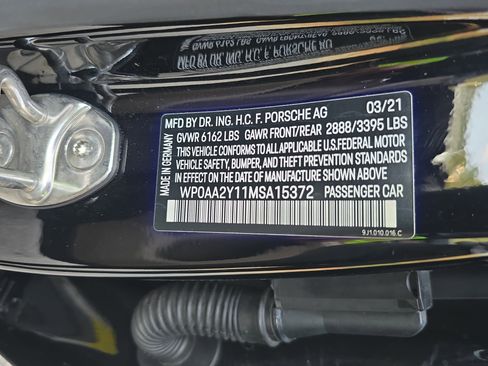 MFD BY DR. ING. H.C. F. PORSCHE AG 03/21
GVWR 6162 LBS GAWR FRONT/REAR 2888/3395 LBS
THIS VEHICLE CONFORMS TO ALL APPLICABLE
U.S. FEDERAL MOTOR VEHICLE SAFETY, BUMPER
AND THEFT PREVENTION STANDARDS
IN EFFECT ON THE DATE OF MANUFACTURE SHOWN ABOVE.
WP0AA2Y11MSA15372 PASSENGER CAR
9J1.010.016.C
MADE IN GERMANY